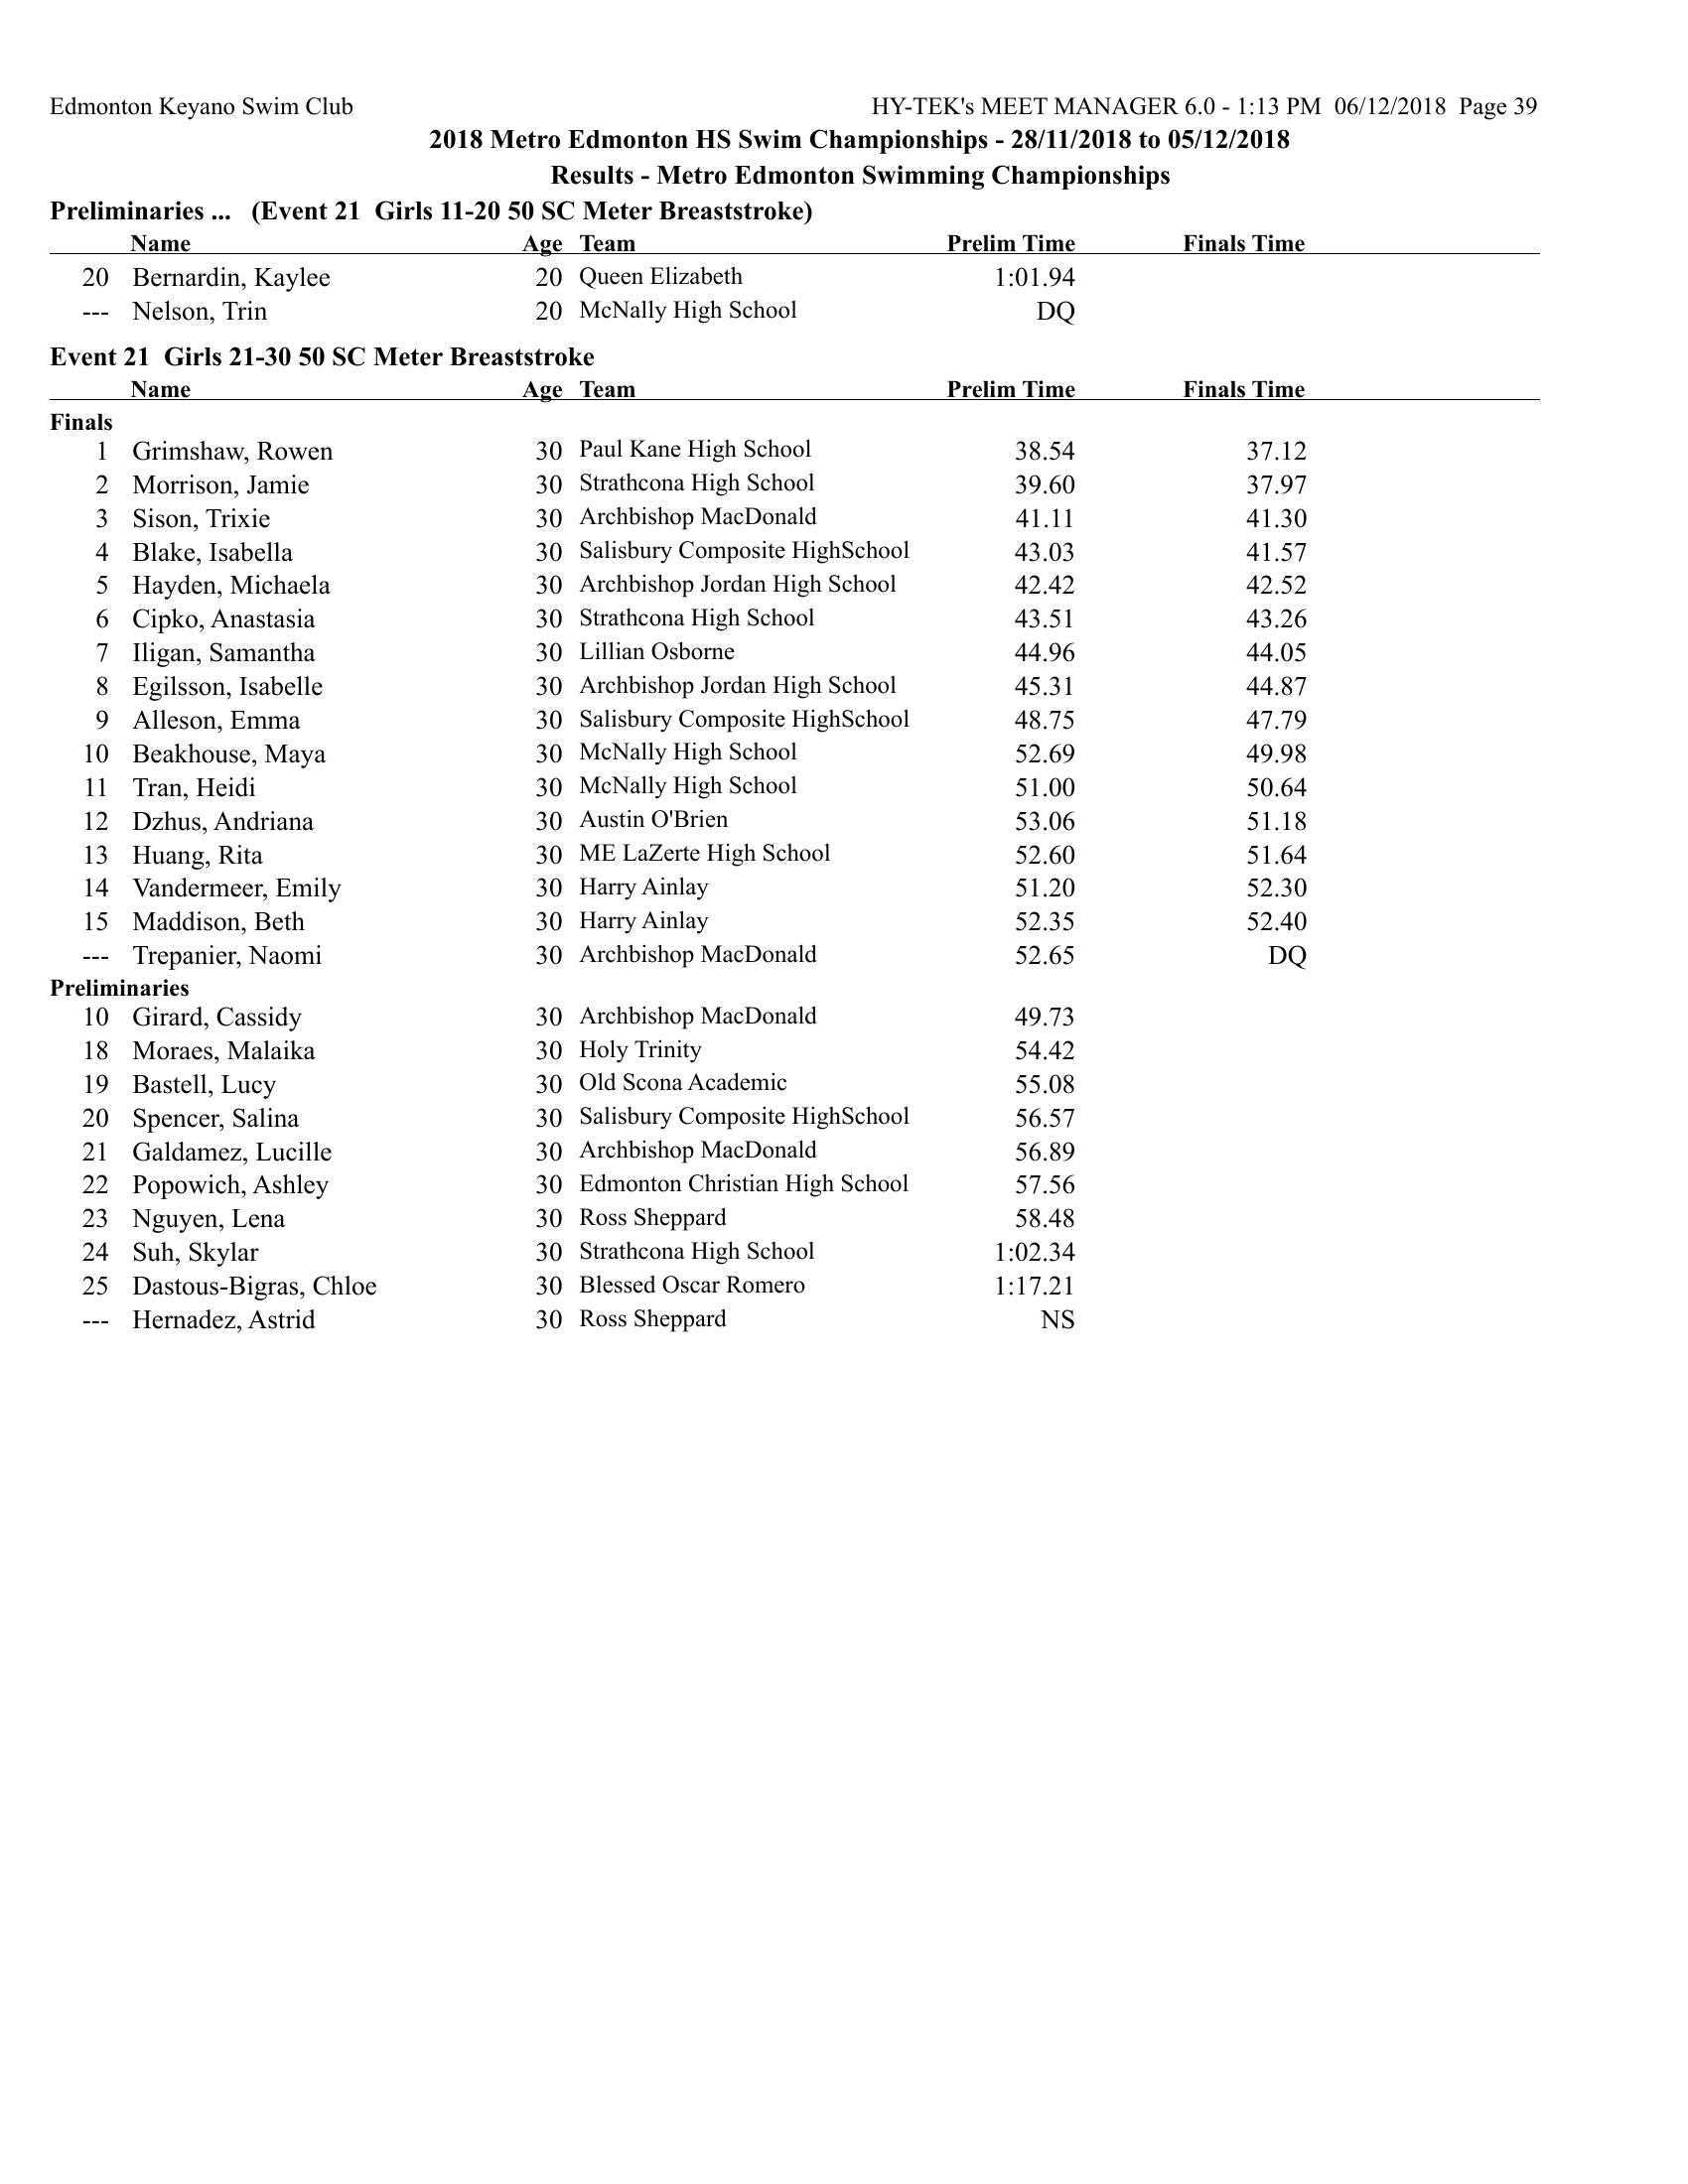 Edmonton Keyano Swim Club HY-TEK's MEET MANAGER 6.0 - 1:13 PM 06/12/2018 Page 39
2018 Metro Edmonton HS Swim Championships - 28/11/2018 to 05/12/2018
Results - Metro Edmonton Swimming Championships
Preliminaries ... (Event 21 Girls 11-20 50 SC Meter Breaststroke)
Name Age Team Prelim Time Finals Time
20 Bernardin, Kaylee 20 Queen Elizabeth 1:01.94
--- Nelson, Trin 20 McNally High School DQ
Event 21 Girls 21-30 50 SC Meter Breaststroke
Name Age Team Prelim Time Finals Time
Finals
1 Grimshaw, Rowen 30 Paul Kane High School 38.54 37.12
2 Morrison, Jamie 30 Strathcona High School 39.60 37.97
3 Sison, Trixie 30 Archbishop MacDonald 41.11 41.30
4 Blake, Isabella 30 Salisbury Composite HighSchool 43.03 41.57
5 Hayden, Michaela 30 Archbishop Jordan High School 42.42 42.52
6 Cipko, Anastasia 30 Strathcona High School 43.51 43.26
7 Iligan, Samantha 30 Lillian Osborne 44.96 44.05
8 Egilsson, Isabelle 30 Archbishop Jordan High School 45.31 44.87
9 Alleson, Emma 30 Salisbury Composite HighSchool 48.75 47.79
10 Beakhouse, Maya 30 McNally High School 52.69 49.98
11 Tran, Heidi 30 McNally High School 51.00 50.64
12 Dzhus, Andriana 30 Austin O'Brien 53.06 51.18
13 Huang, Rita 30 ME LaZerte High School 52.60 51.64
14 Vandermeer, Emily 30 Harry Ainlay 51.20 52.30
15 Maddison, Beth 30 Harry Ainlay 52.35 52.40
--- Trepanier, Naomi 30 Archbishop MacDonald 52.65 DQ
Preliminaries
10 Girard, Cassidy 30 Archbishop MacDonald 49.73
18 Moraes, Malaika 30 Holy Trinity 54.42
19 Bastell, Lucy 30 Old Scona Academic 55.08
20 Spencer, Salina 30 Salisbury Composite HighSchool 56.57
21 Galdamez, Lucille 30 Archbishop MacDonald 56.89
22 Popowich, Ashley 30 Edmonton Christian High School 57.56
23 Nguyen, Lena 30 Ross Sheppard 58.48
24 Suh, Skylar 30 Strathcona High School 1:02.34
25 Dastous-Bigras, Chloe 30 Blessed Oscar Romero 1:17.21
--- Hernadez, Astrid 30 Ross Sheppard NS